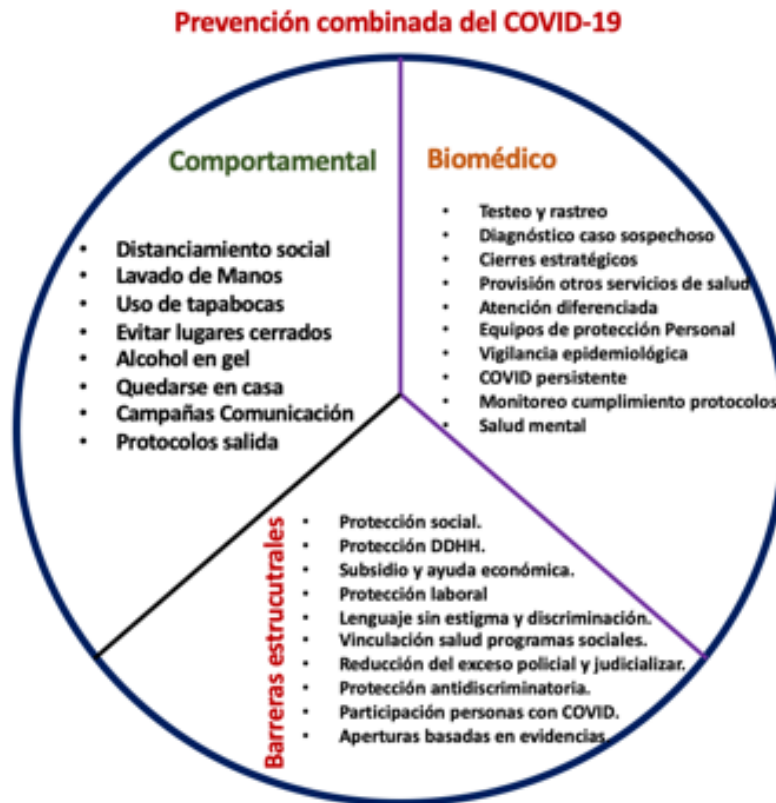 Prevención combinada del COVID-19
Comportamental
• Distanciamiento social
• Lavado de Manos
• Uso de tapabocas
• Evitar lugares cerrados
• Alcohol en gel
• Quedarse en casa
• Campañas Comunicación
• Protocolos salida
Biomédico
• Testeo y rastreo
• Diagnóstico caso sospechoso
• Cierres estratégicos
• Provisión otros servicios de salud
• Atención diferenciada
• Equipos de protección Personal
• Vigilancia epidemiológica
• COVID persistente
• Monitoreo cumplimiento protocolos
• Salud mental
Barreras estrucutrales
• Protección social.
• Protección DDHH.
• Subsidio y ayuda económica.
• Protección laboral
• Lenguaje sin estigma y discriminación.
• Vinculación salud programas sociales.
• Reducción del exceso policial y judicializar.
• Protección antidiscriminatoria.
• Participación personas con COVID.
• Aperturas basadas en evidencias.